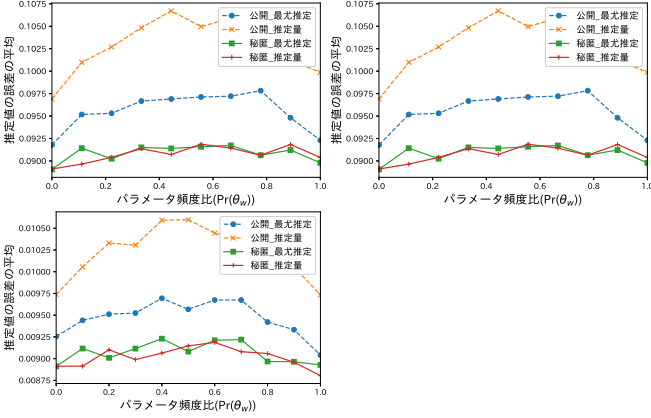 0.1075
0.1050
0.1025
0.1000
0.0975
0.0950
0.0925
0.0900
推定値の誤差の平均
公開_最尤推定
公開_推定量
秘匿_最尤推定
秘匿_推定量
0.0 0.2 0.4 0.6 0.8 1.0
パラメータ頻度比(Pr(θw))
0.1075
0.1050
0.1025
0.1000
0.0975
0.0950
0.0925
0.0900
推定値の誤差の平均
公開_最尤推定
公開_推定量
秘匿_最尤推定
秘匿_推定量
0.0 0.2 0.4 0.6 0.8 1.0
パラメータ頻度比(Pr(θw))
0.01050
0.01025
0.01000
0.00975
0.00950
0.00925
0.00900
0.00875
推定値の誤差の平均
公開_最尤推定
公開_推定量
秘匿_最尤推定
秘匿_推定量
0.0 0.2 0.4 0.6 0.8 1.0
パラメータ頻度比(Pr(θw))